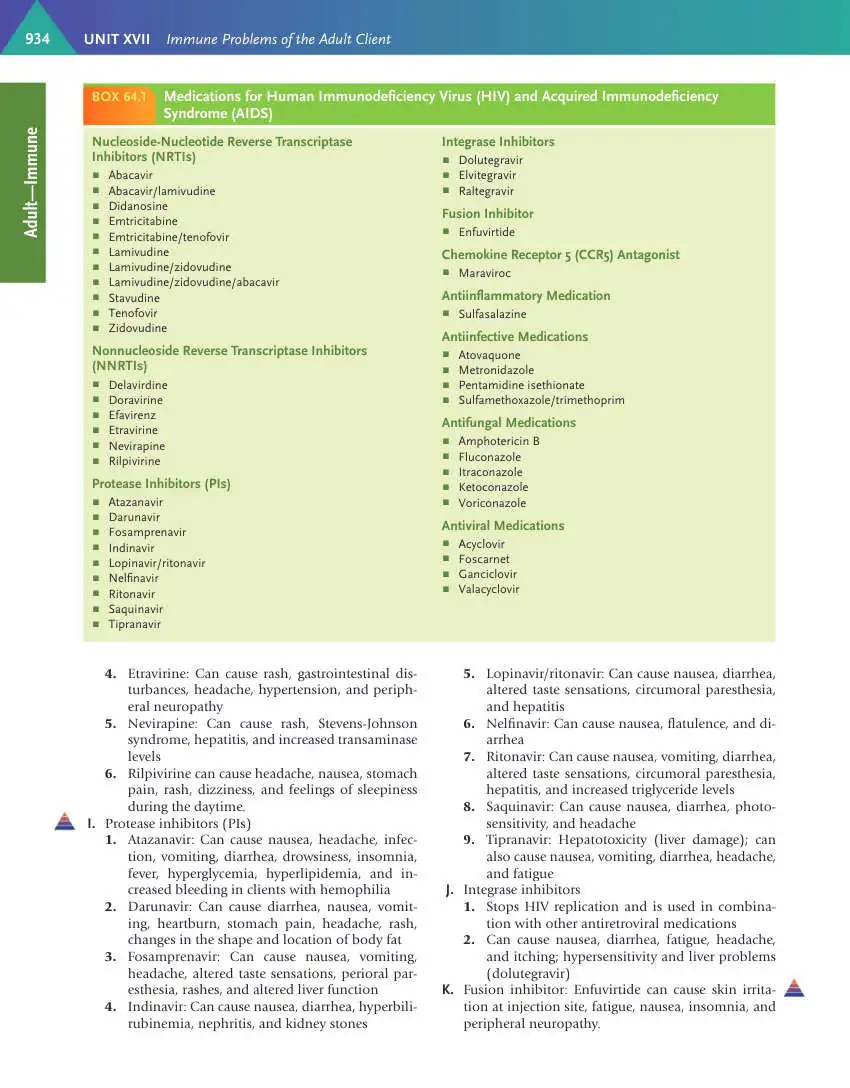 934
UNIT XVII Immune Problems of the Adult Client
Adult—Immune
BOX 64.1 Medications for Human Immunodeficiency Virus (HIV) and Acquired Immunodeficiency
Syndrome (AIDS)
Nucleoside-Nucleotide Reverse Transcriptase
Inhibitors (NRTIs)
■ Abacavir
■ Abacavir/lamivudine
■ Didanosine
■ Emtricitabine
■ Emtricitabine/tenofovir
■ Lamivudine
■ Lamivudine/zidovudine
■ Lamivudine/zidovudine/abacavir
■ Stavudine
■ Tenofovir
■ Zidovudine
Nonnucleoside Reverse Transcriptase Inhibitors
(NNRTIs)
■ Delavirdine
■ Doravirine
■ Efavirenz
■ Etravirine
■ Nevirapine
■ Rilpivirine
Protease Inhibitors (PIs)
■ Atazanavir
■ Darunavir
■ Fosamprenavir
■ Indinavir
■ Lopinavir/ritonavir
■ Nelfinavir
■ Ritonavir
■ Saquinavir
■ Tipranavir
Integrase Inhibitors
■ Dolutegravir
■ Elvitegravir
■ Raltegravir
Fusion Inhibitor
■ Enfuvirtide
Chemokine Receptor 5 (CCR5) Antagonist
■ Maraviroc
Antiinflammatory Medication
■ Sulfasalazine
Antiinfective Medications
■ Atovaquone
■ Metronidazole
■ Pentamidine isethionate
■ Sulfamethoxazole/trimethoprim
Antifungal Medications
■ Amphotericin B
■ Fluconazole
■ Itraconazole
■ Ketoconazole
■ Voriconazole
Antiviral Medications
■ Acyclovir
■ Foscarnet
■ Ganciclovir
■ Valacyclovir
4. Etravirine: Can cause rash, gastrointestinal dis-
turbances, headache, hypertension, and periph-
eral neuropathy
5. Nevirapine: Can cause rash, Stevens-Johnson
syndrome, hepatitis, and increased transaminase
levels
6. Rilpivirine can cause headache, nausea, stomach
pain, rash, dizziness, and feelings of sleepiness
during the daytime.
I. Protease inhibitors (PIs)
1. Atazanavir: Can cause nausea, headache, infec-
tion, vomiting, diarrhea, drowsiness, insomnia,
fever, hyperglycemia, hyperlipidemia, and in-
creased bleeding in clients with hemophilia
2. Darunavir: Can cause diarrhea, nausea, vomit-
ing, heartburn, stomach pain, headache, rash,
changes in the shape and location of body fat
3. Fosamprenavir: Can cause nausea, vomiting,
headache, altered taste sensations, perioral par-
esthesia, rashes, and altered liver function
4. Indinavir: Can cause nausea, diarrhea, hyperbili-
rubinemia, nephritis, and kidney stones
5. Lopinavir/ritonavir: Can cause nausea, diarrhea,
altered taste sensations, circumoral paresthesia,
and hepatitis
6. Nelfinavir: Can cause nausea, flatulence, and di-
arrhea
7. Ritonavir: Can cause nausea, vomiting, diarrhea,
altered taste sensations, circumoral paresthesia,
hepatitis, and increased triglyceride levels
8. Saquinavir: Can cause nausea, diarrhea, photo-
sensitivity, and headache
9. Tipranavir: Hepatotoxicity (liver damage); can
also cause nausea, vomiting, diarrhea, headache,
and fatigue
J. Integrase inhibitors
1. Stops HIV replication and is used in combina-
tion with other antiretroviral medications
2. Can cause nausea, diarrhea, fatigue, headache,
and itching; hypersensitivity and liver problems
(dolutegravir)
K. Fusion inhibitor: Enfuvirtide can cause skin irrita-
tion at injection site, fatigue, nausea, insomnia, and
peripheral neuropathy.